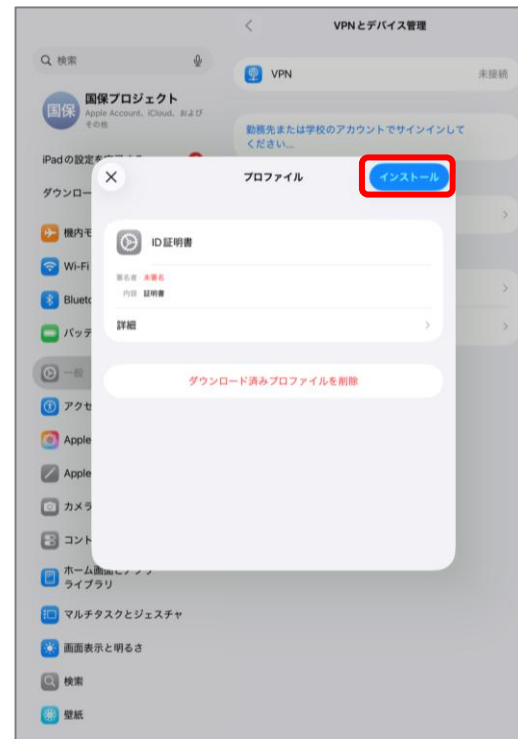 VPNとデバイス管理
検索
VPN
未接続
国保
国保プロジェクト
Apple Account、iCloud、および
その他
勤務先または学校のアカウントでサインインして
ください...
iPadの設定を
ダウンロー
プロファイル
インストール
機内モ
ID証明書
Wi-Fi
署名者 未署名
内容 証明書
Blueto
詳細
バッテ
一般
ダウンロード済みプロファイルを削除
アクセ
Apple
Apple
カメラ
コント
ホーム画面とアプリ
ライブラリ
マルチタスクとジェスチャ
画面表示と明るさ
検索
壁紙